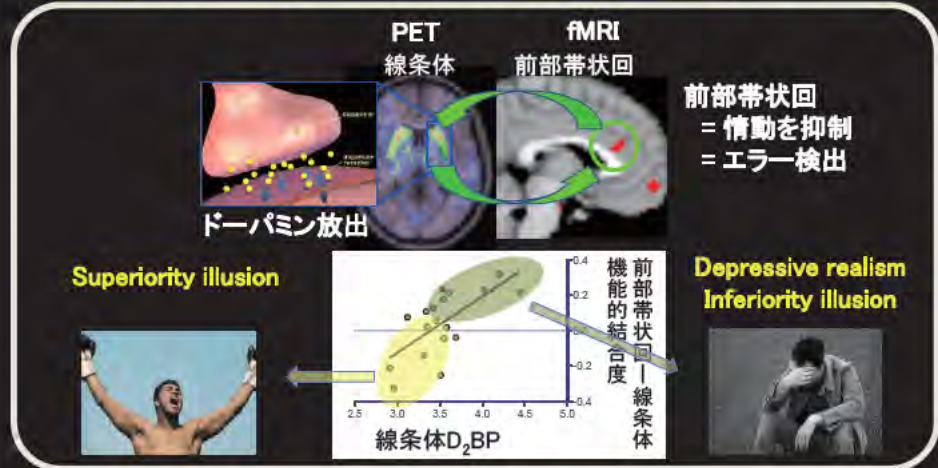 PET
線条体
fMRI
前部帯状回
前部帯状回
= 情動を抑制
= エラー検出
ドーパミン放出
Superiority illusion
Depressive realism
Inferiority illusion
0.4
0.2
0.0
-0.2
-0.4
2.5 3.0 3.5 4.0 4.5 5.0
線条体D₂BP
前部帯状回―線条体
機能的結合度